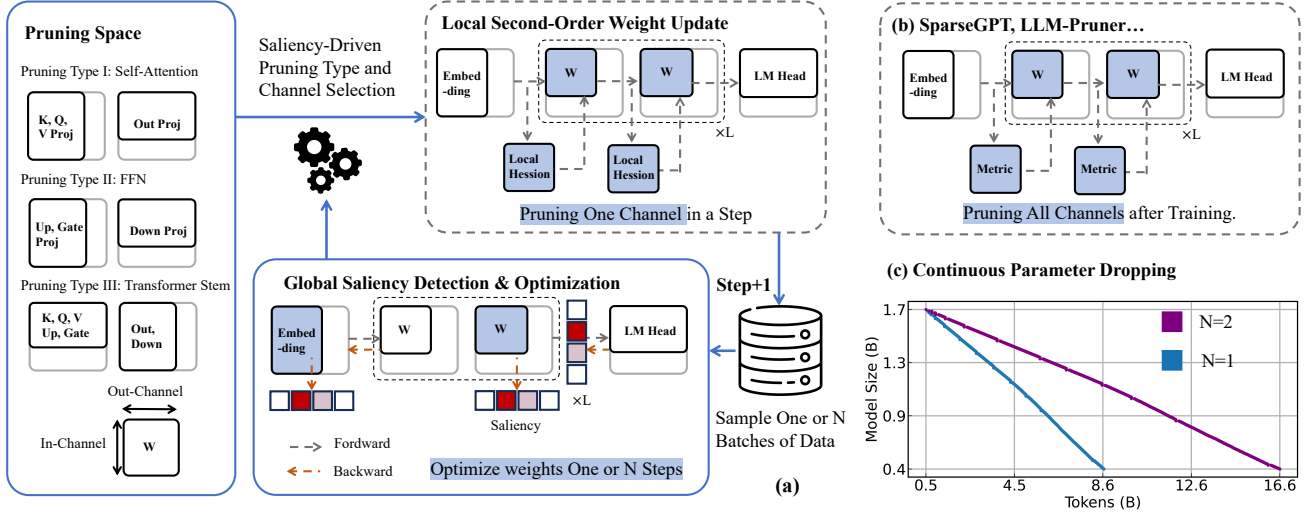 Pruning Space
Pruning Type I: Self-Attention
K, Q,
V Proj
Out Proj
Pruning Type II: FFN
Up, Gate
Proj
Down Proj
Pruning Type III: Transformer Stem
K, Q, V
Up, Gate
Out,
Down
Out-Channel
In-Channel
W
Saliency-Driven
Pruning Type and
Channel Selection
Local Second-Order Weight Update
Embed
-ding
W
W
LM Head
×L
Local
Hession
Local
Hession
Pruning One Channel in a Step
Global Saliency Detection & Optimization
Embed
-ding
W
W
LM Head
×L
Saliency
Fordward
Backward
Optimize weights One or N Steps
Step+1
Sample One or N
Batches of Data
(a)
(b) SparseGPT, LLM-Pruner…
Embed
-ding
W
W
LM Head
×L
Metric
Metric
Pruning All Channels after Training.
(c) Continuous Parameter Dropping
Model Size (B)
1.7
1.3
0.9
0.4
N=2
N=1
0.5 4.5 8.6 12.6 16.6
Tokens (B)